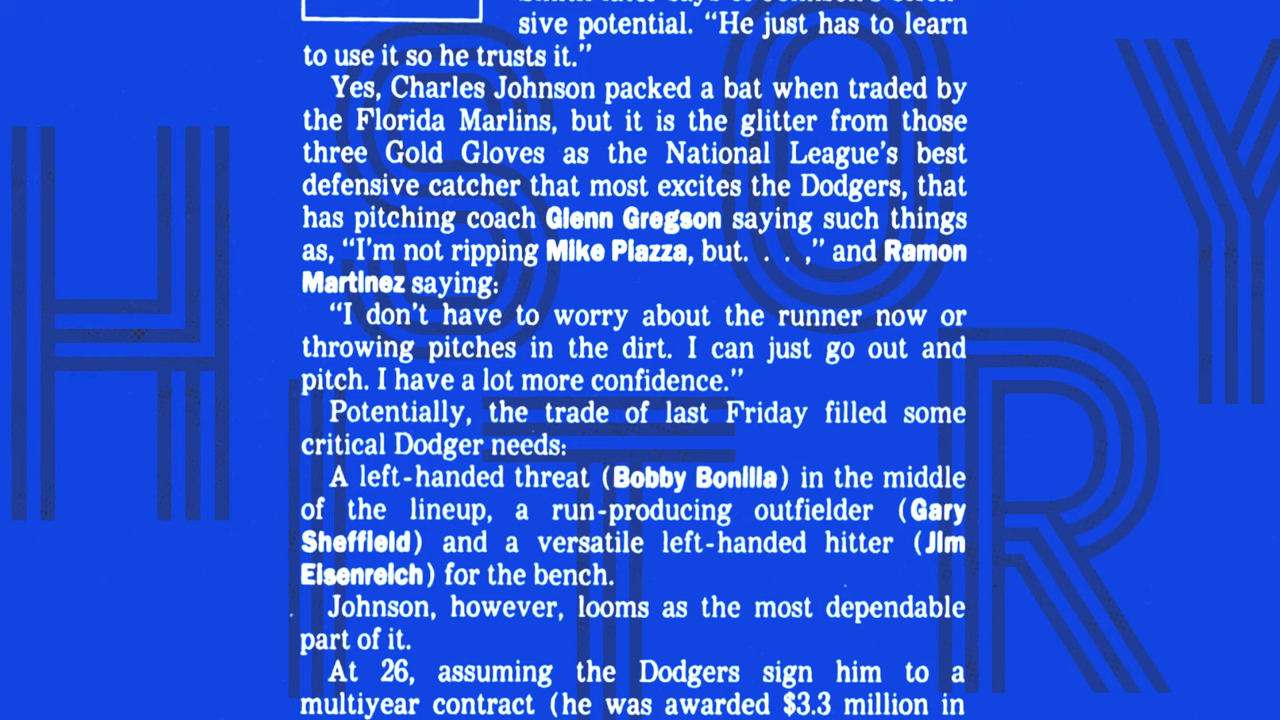 sive potential. “He just has to learn
to use it so he trusts it.”
Yes, Charles Johnson packed a bat when traded by
the Florida Marlins, but it is the glitter from those
three Gold Gloves as the National League’s best
defensive catcher that most excites the Dodgers, that
has pitching coach Glenn Gregson saying such things
as, “I’m not ripping Mike Piazza, but. . . ,” and Ramon
Martinez saying:
“I don’t have to worry about the runner now or
throwing pitches in the dirt. I can just go out and
pitch. I have a lot more confidence.”
Potentially, the trade of last Friday filled some
critical Dodger needs:
A left-handed threat (Bobby Bonilla) in the middle
of the lineup, a run-producing outfielder (Gary
Sheffield) and a versatile left-handed hitter (Jim
Eisenreich) for the bench.
Johnson, however, looms as the most dependable
part of it.
At 26, assuming the Dodgers sign him to a
multiyear contract (he was awarded $3.3 million in
HISTORY